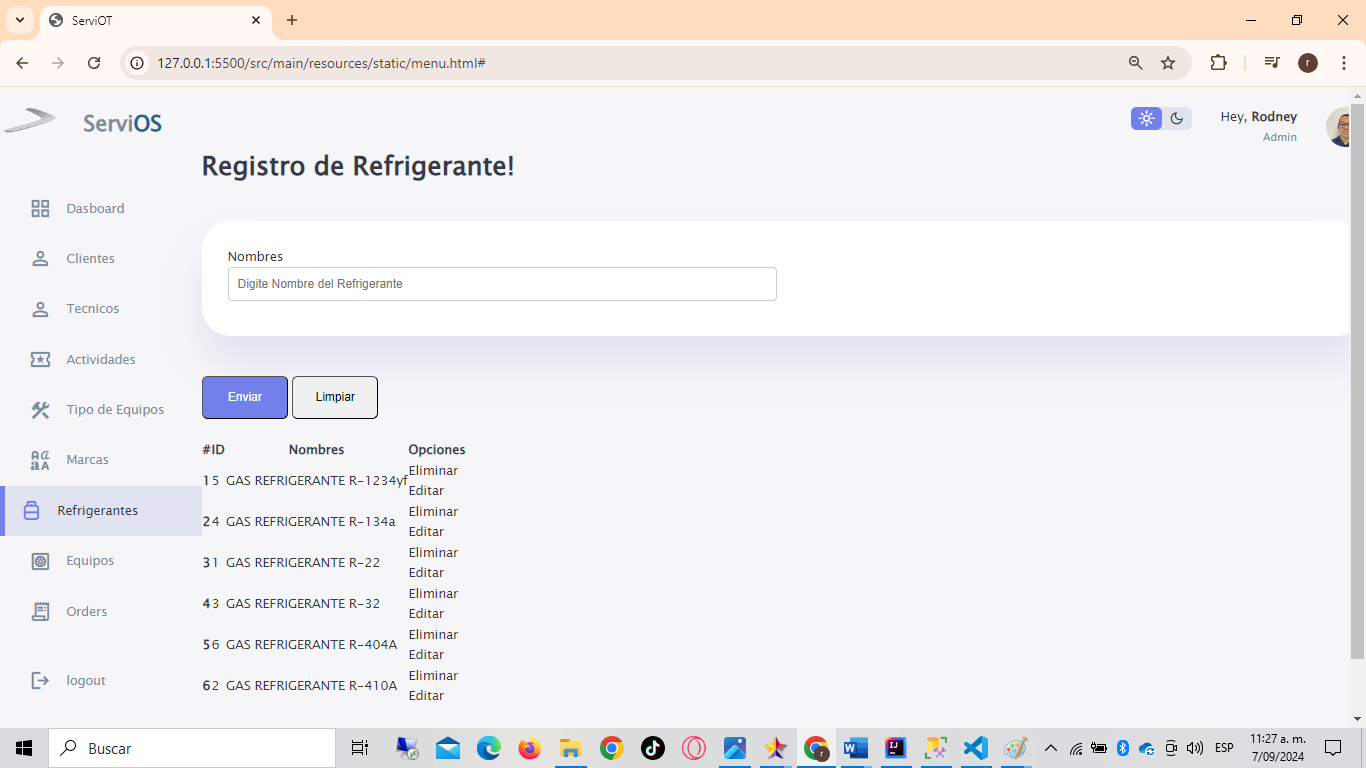 ServiOT
127.0.0.1:5500/src/main/resources/static/menu.html#
r
ServiOS
Hey, Rodney
Admin
Registro de Refrigerante!
Dasboard
Clientes
Tecnicos
Actividades
Tipo de Equipos
Marcas
Refrigerantes
Equipos
Orders
logout
Nombres
Digite Nombre del Refrigerante
Enviar Limpiar
#ID Nombres Opciones
1 5 GAS REFRIGERANTE R-1234yf Eliminar
Editar
2 4 GAS REFRIGERANTE R-134a Eliminar
Editar
3 1 GAS REFRIGERANTE R-22 Eliminar
Editar
4 3 GAS REFRIGERANTE R-32 Eliminar
Editar
5 6 GAS REFRIGERANTE R-404A Eliminar
Editar
6 2 GAS REFRIGERANTE R-410A Eliminar
Editar
Buscar
ESP
11:27 a. m.
7/09/2024